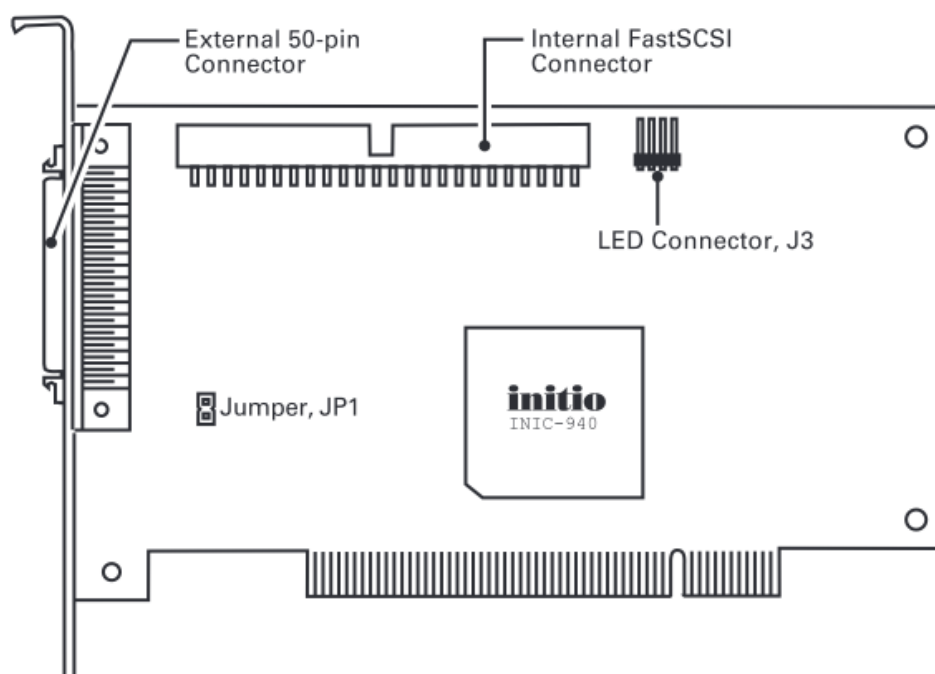 External 50-pin
Connector
Internal FastSCSI
Connector
LED Connector, J3
Jumper, JP1
initio
INIC-940